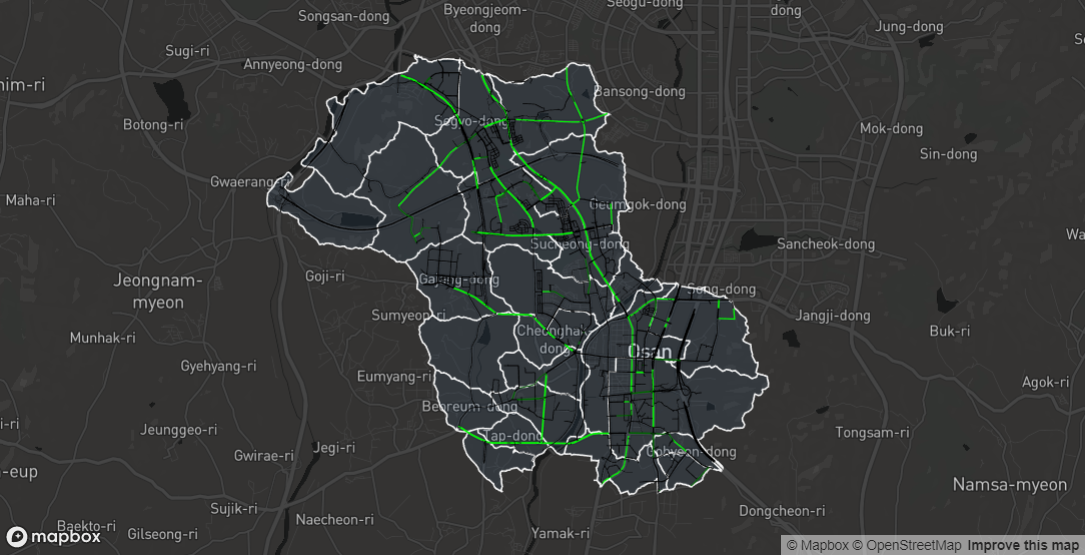 Songsan-dong
Byeongjeom-
dong
Seogu-dong
dong
Jung-dong
Sugi-ri
Annyeong-dong
him-ri
Bansong-dong
Botong-ri
Segyo-dong
Mok-dong
Sin-dong
Gwaerang-ri
Maha-ri
Geumgok-dong
Sucheong-dong
Sancheok-dong
Wa
Goji-ri
Gajang-dong
Jeongnam-
myeon
Song-dong
Sumyeon-ri
Jangji-dong
Munhak-ri
Cheonghak-
dong
Buk-ri
Osan
Gyehyang-ri
Eumyang-ri
Agok-ri
Beoreum-dong
i-ri
Jeunggeo-ri
Tap-dong
Tongsam-ri
Jegi-ri
Gwirae-ri
Gohyeon-dong
-eup
Namsa-myeon
Sujik-ri
Naecheon-ri
Dongcheon-ri
Baekto-ri
Gilseong-ri
Yamak-ri
mapbox
© Mapbox © OpenStreetMap Improve this map